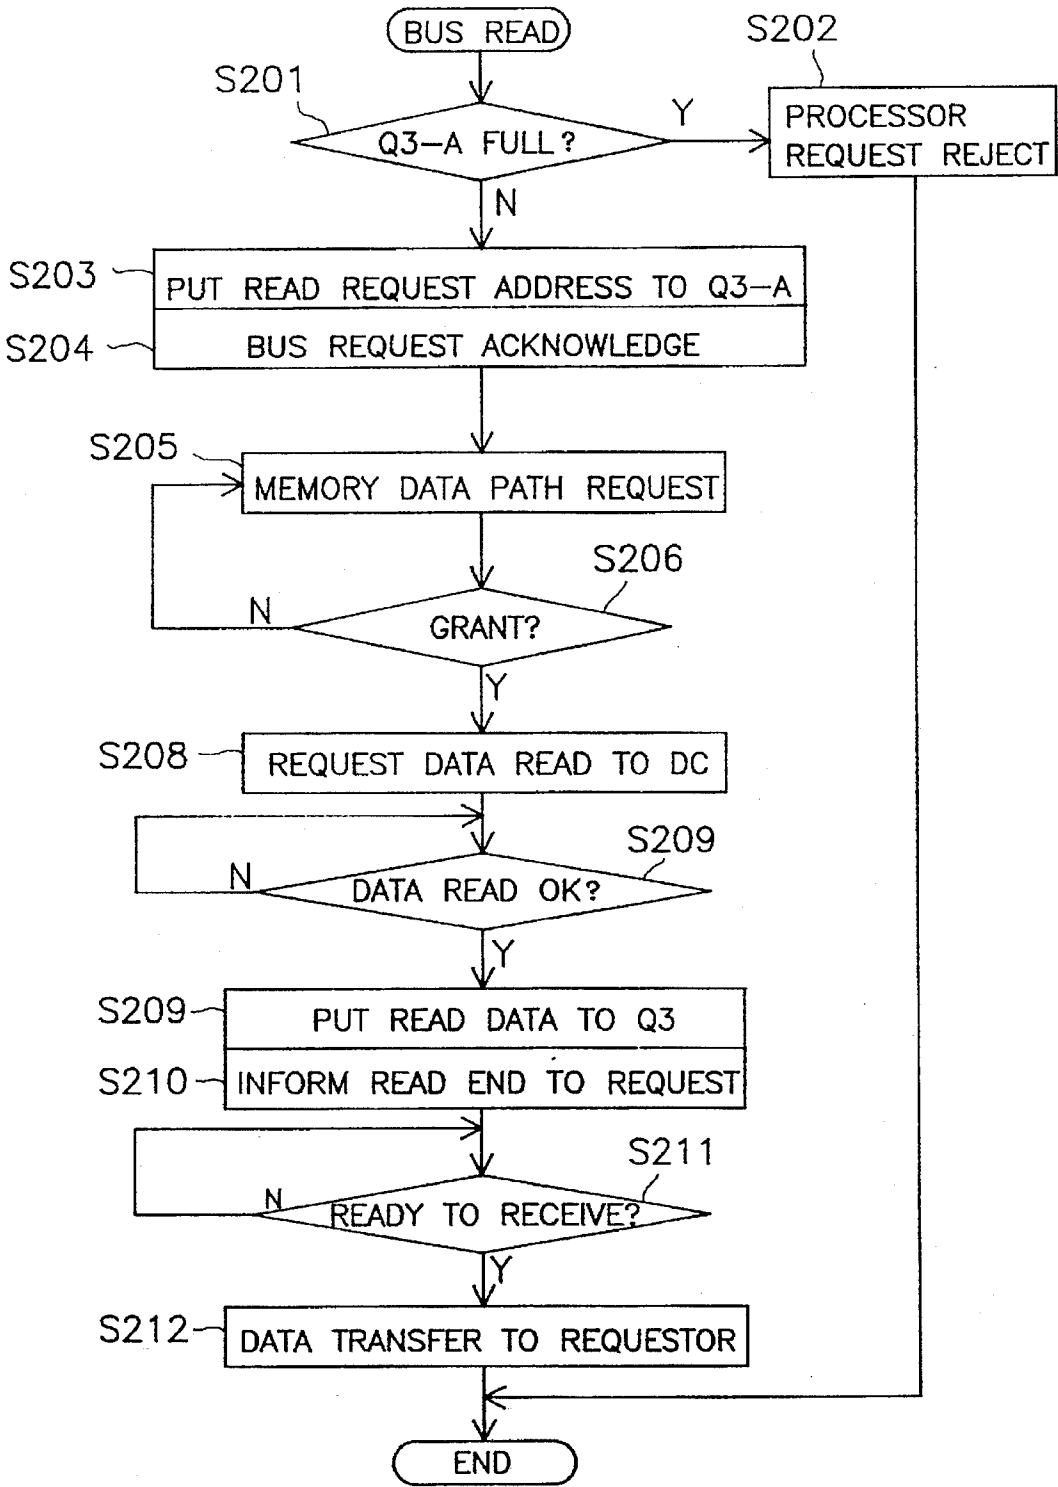 BUS READ
S201
Q3-A FULL?
Y
S202
PROCESSOR
REQUEST REJECT
N
S203
PUT READ REQUEST ADDRESS TO Q3-A
S204
BUS REQUEST ACKNOWLEDGE
S205
MEMORY DATA PATH REQUEST
S206
N
GRANT?
Y
S208
REQUEST DATA READ TO DC
S209
N
DATA READ OK?
Y
S209
PUT READ DATA TO Q3
S210
INFORM READ END TO REQUEST
S211
N
READY TO RECEIVE?
Y
S212
DATA TRANSFER TO REQUESTOR
END